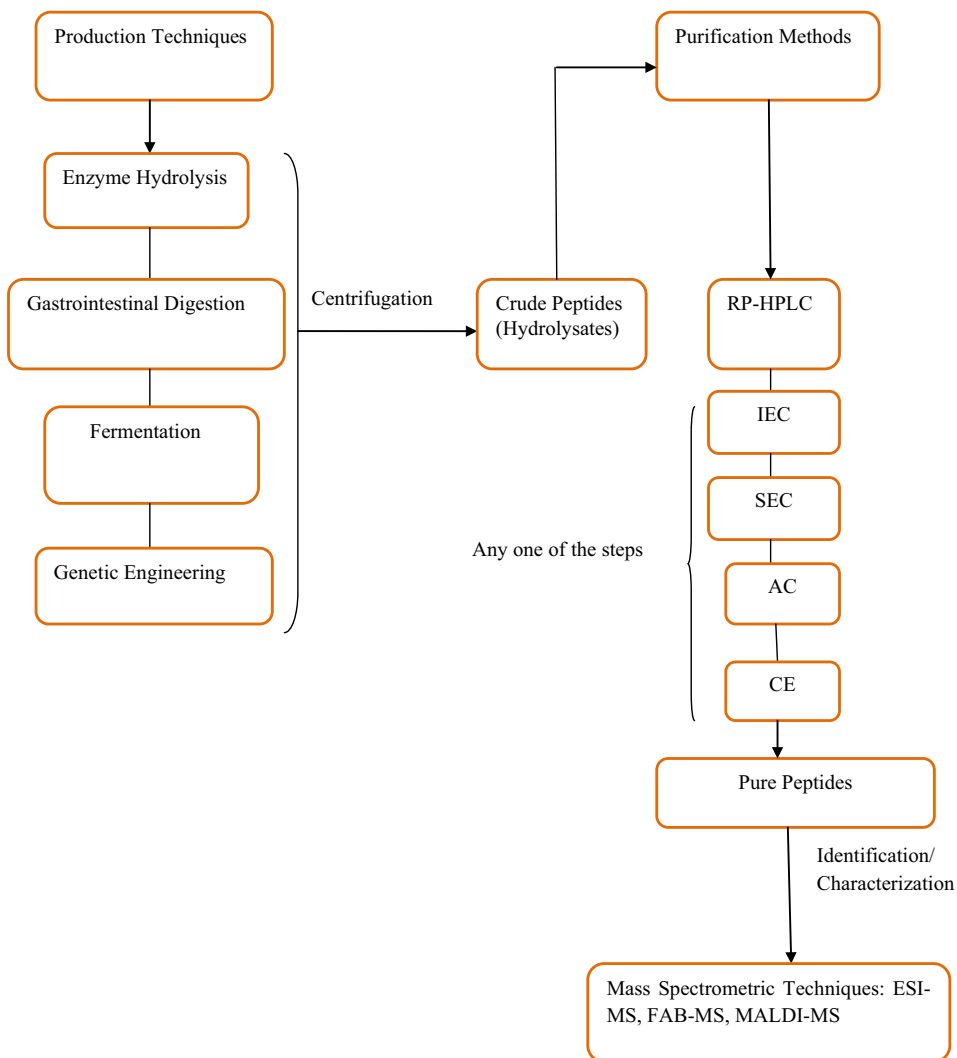 Production Techniques
Enzyme Hydrolysis
Gastrointestinal Digestion
Fermentation
Genetic Engineering
Centrifugation
Crude Peptides
(Hydrolysates)
Purification Methods
RP-HPLC
IEC
SEC
Any one of the steps
AC
CE
Pure Peptides
Identification/
Characterization
Mass Spectrometric Techniques: ESI-
MS, FAB-MS, MALDI-MS